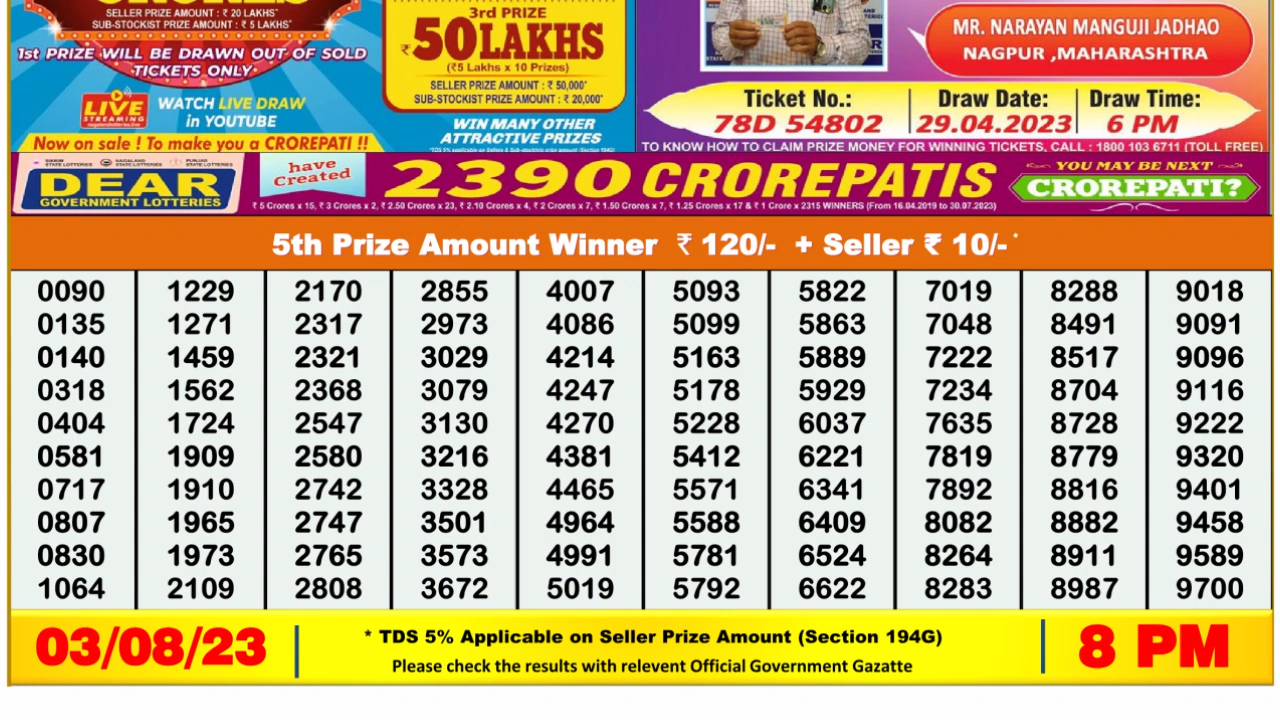 SELLER PRIZE AMOUNT : ₹ 20 LAKHS*
SUB-STOCKIST PRIZE AMOUNT : ₹ 5 LAKHS*
1st PRIZE WILL BE DRAWN OUT OF SOLD
TICKETS ONLY
LIVE
STREAMING
nagalandlotteries.live
WATCH LIVE DRAW
in YOUTUBE
Now on sale ! To make you a CROREPATI !!
3rd PRIZE
₹50 LAKHS
(₹5 Lakhs x 10 Prizes)
SELLER PRIZE AMOUNT : ₹ 50,000*
SUB-STOCKIST PRIZE AMOUNT : ₹ 20,000*
WIN MANY OTHER
ATTRACTIVE PRIZES
MR. NARAYAN MANGUJI JADHAO
NAGPUR ,MAHARASHTRA
Ticket No.: Draw Date: Draw Time:
78D 54802 29.04.2023 6 PM
TO KNOW HOW TO CLAIM PRIZE MONEY FOR WINNING TICKETS, CALL : 1800 103 6711 (TOLL FREE)
SIKKIM STATE LOTTERIES NAGALAND STATE LOTTERIES PUNJAB STATE LOTTERIES
DEAR
GOVERNMENT LOTTERIES
have
Created
2390 CROREPATIS
₹ 5 Crores x 15, ₹ 3 Crores x 2, ₹ 2.50 Crores x 23, ₹ 2.10 Crores x 4, ₹ 2 Crores x 7, ₹ 1.50 Crores x 7, ₹ 1.25 Crores x 17 & ₹ 1 Crore x 2315 WINNERS (From 16.04.2019 to 30.07.2023)
YOU MAY BE NEXT
CROREPATI?
5th Prize Amount Winner ₹ 120/- + Seller ₹ 10/- *
0090 1229 2170 2855 4007 5093 5822 7019 8288 9018
0135 1271 2317 2973 4086 5099 5863 7048 8491 9091
0140 1459 2321 3029 4214 5163 5889 7222 8517 9096
0318 1562 2368 3079 4247 5178 5929 7234 8704 9116
0404 1724 2547 3130 4270 5228 6037 7635 8728 9222
0581 1909 2580 3216 4381 5412 6221 7819 8779 9320
0717 1910 2742 3328 4465 5571 6341 7892 8816 9401
0807 1965 2747 3501 4964 5588 6409 8082 8882 9458
0830 1973 2765 3573 4991 5781 6524 8264 8911 9589
1064 2109 2808 3672 5019 5792 6622 8283 8987 9700
03/08/23
* TDS 5% Applicable on Seller Prize Amount (Section 194G)
Please check the results with relevent Official Government Gazatte
8 PM